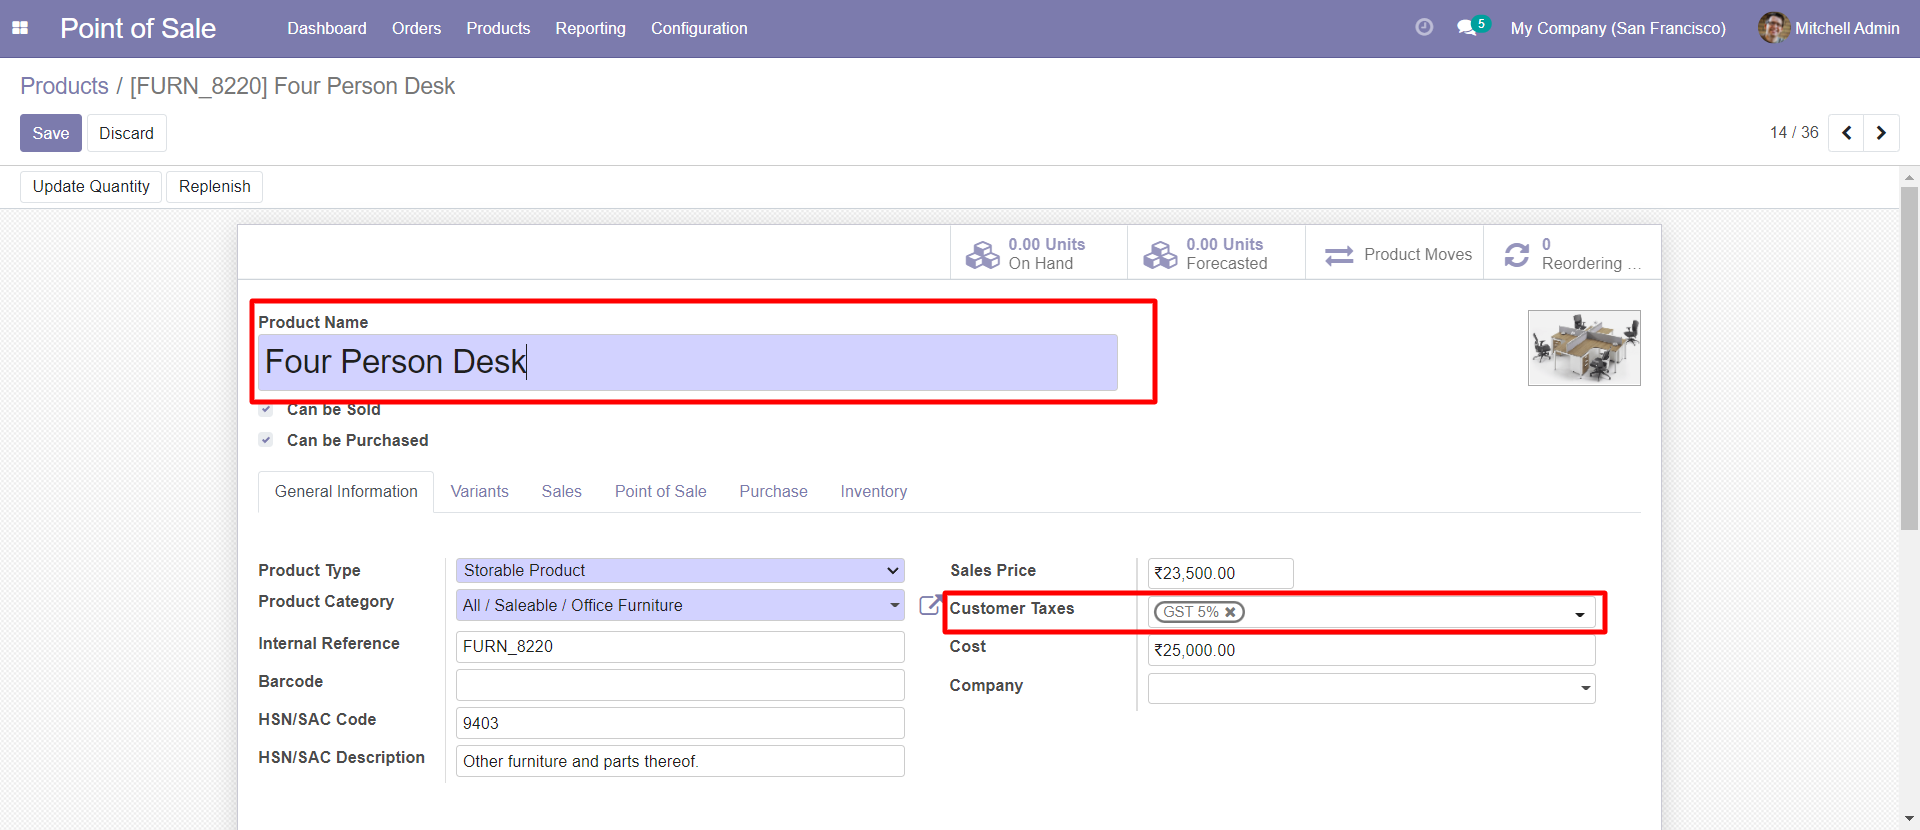 Point of Sale Dashboard Orders Products Reporting Configuration 5 My Company (San Francisco) Mitchell Admin
Products / [FURN_8220] Four Person Desk
Save Discard 14 / 36
Update Quantity Replenish
0.00 Units 0.00 Units Product Moves 0
On Hand Forecasted Reordering ...
Product Name
Four Person Desk
Can be Sold
Can be Purchased
General Information Variants Sales Point of Sale Purchase Inventory
Product Type Storable Product Sales Price ₹23,500.00
Product Category All / Saleable / Office Furniture Customer Taxes GST 5%
Internal Reference FURN_8220 Cost ₹25,000.00
Barcode Company
HSN/SAC Code 9403
HSN/SAC Description Other furniture and parts thereof.